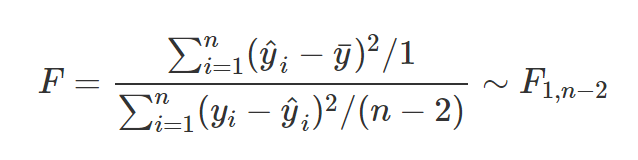 F = \frac{\sum_{i=1}^{n}(\hat{y}_i - \bar{y})^2/1}{\sum_{i=1}^{n}(y_i - \hat{y}_i)^2/(n-2)} \sim F_{1,n-2}